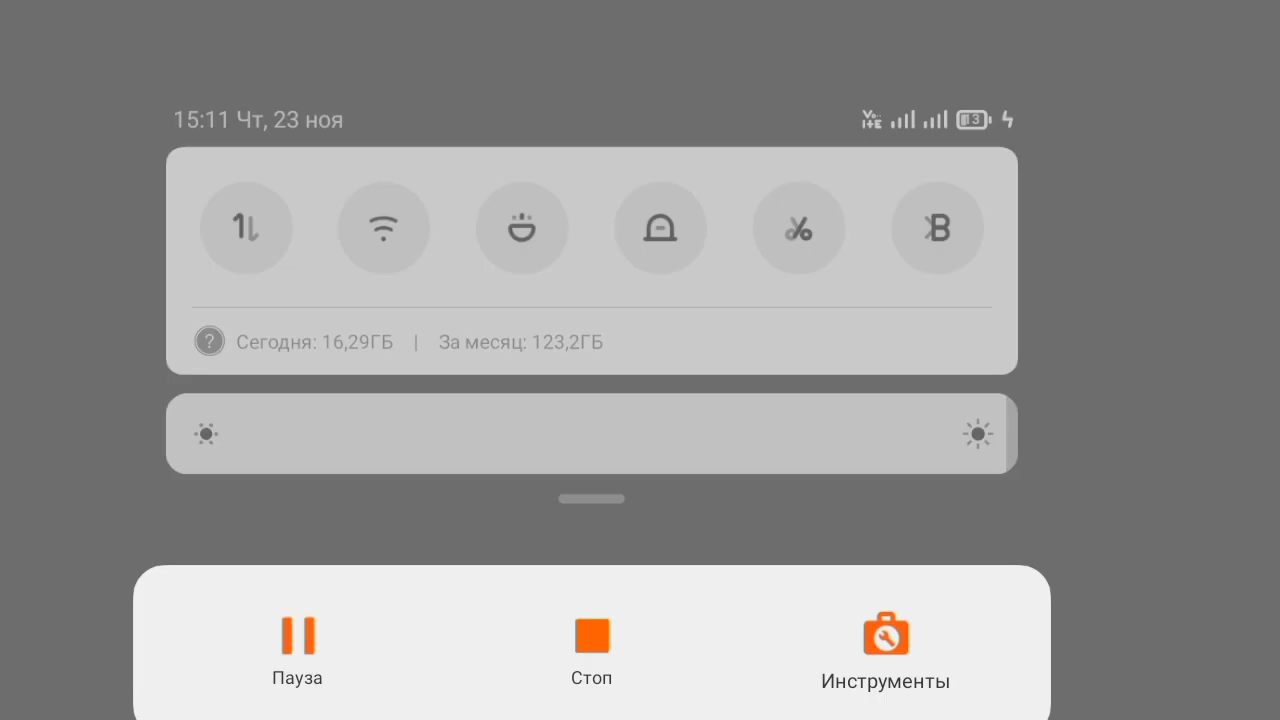 15:11 Чт, 23 ноя
Сегодня: 16,29ГБ | За месяц: 123,2ГБ
Пауза
Стоп
Инструменты